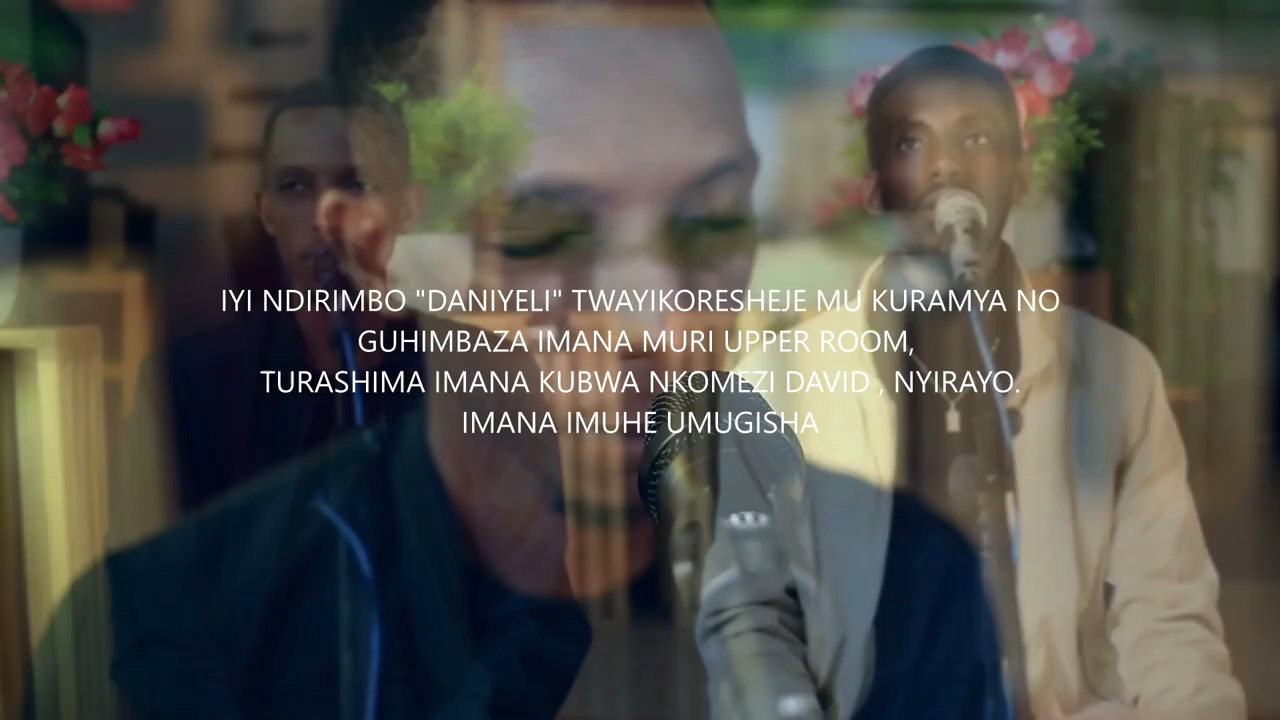 IYI NDIRIMBO "DANIYELI" TWAYIKORESHEJE MU KURAMYA NO
GUHIMBAZA IMANA MURI UPPER ROOM,
TURASHIMA IMANA KUBWA NKOMEZI DAVID , NYIRAYO.
IMANA IMUHE UMUGISHA